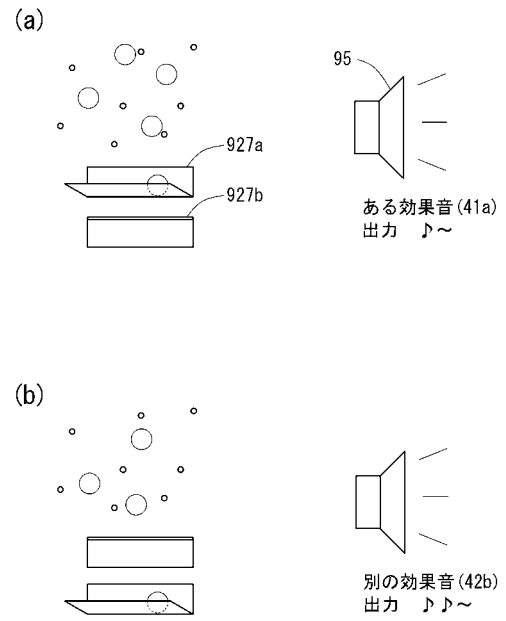 (a)
95
927a
927b
ある効果音(41a)
出力 ♪～
(b)
別の効果音(42b)
出力 ♪♪～